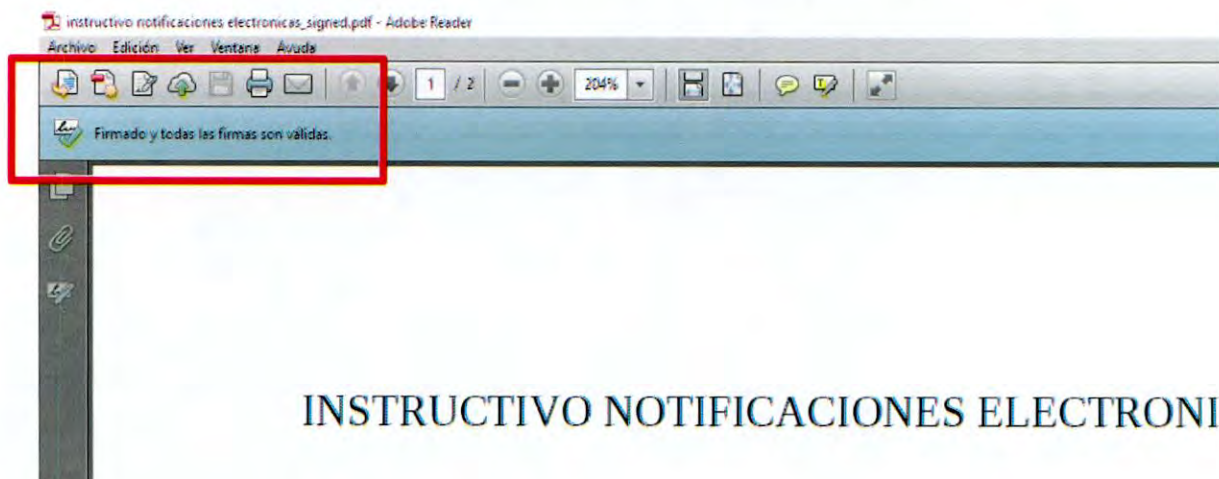 instructivo notificaciones electronicas_signed.pdf - Adobe Reader
Archivo Edición Ver Ventana Ayuda
1 / 2 204%
Firmado y todas las firmas son válidas.
INSTRUCTIVO NOTIFICACIONES ELECTRONI